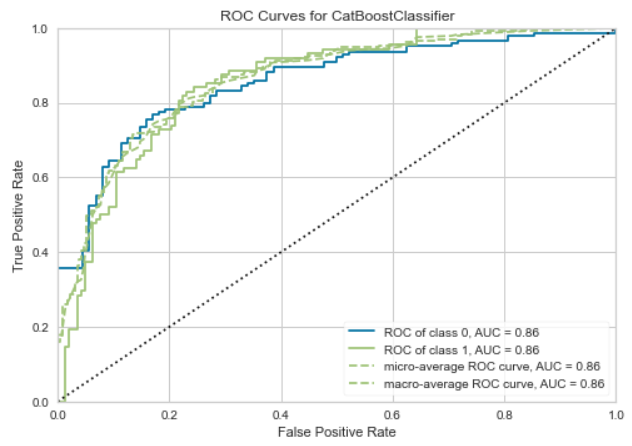 ROC Curves for CatBoostClassifier
1.0
0.8
0.6
0.4
0.2
0.0
True Positive Rate
ROC of class 0, AUC = 0.86
ROC of class 1, AUC = 0.86
micro-average ROC curve, AUC = 0.86
macro-average ROC curve, AUC = 0.86
0.0 0.2 0.4 0.6 0.8 1.0
False Positive Rate